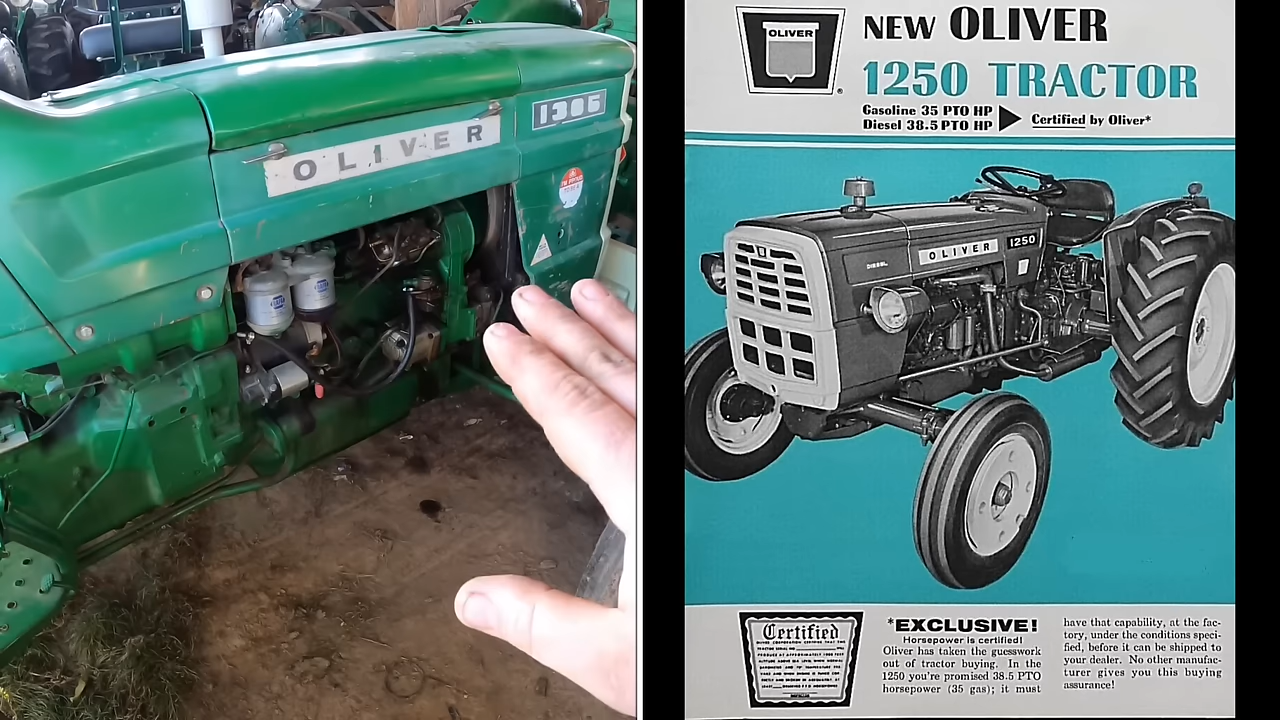 1305
OLIVER
OLIVER
NEW OLIVER
1250 TRACTOR
Gasoline 35 PTO HP
Diesel 38.5 PTO HP
Certified by Oliver*
OLIVER 1250
DIESEL
Certified
*EXCLUSIVE!
Horsepower is certified!
Oliver has taken the guesswork
out of tractor buying. In the
1250 you're promised 38.5 PTO
horsepower (35 gas); it must
have that capability, at the fac-
tory, under the conditions speci-
fied, before it can be shipped to
your dealer. No other manufac-
turer gives you this buying
assurance!